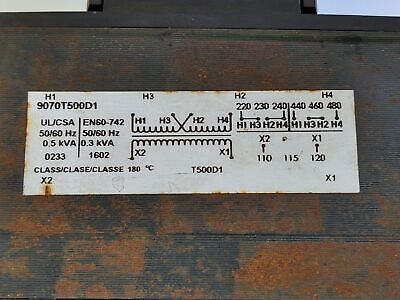 H1 H3 H2 H4
9070T500D1
UL/CSA EN60-742
50/60 Hz 50/60 Hz
0.5 kVA 0.3 kVA
0233 1602
CLASS/CLASE/CLASSE 180 °C T500D1
H1 H3 H2 H4
X2 X1
220 230 240 440 460 480
H1 H3 H2 H4 H1 H3 H2 H4
X2 X1
110 115 120
X2 X1